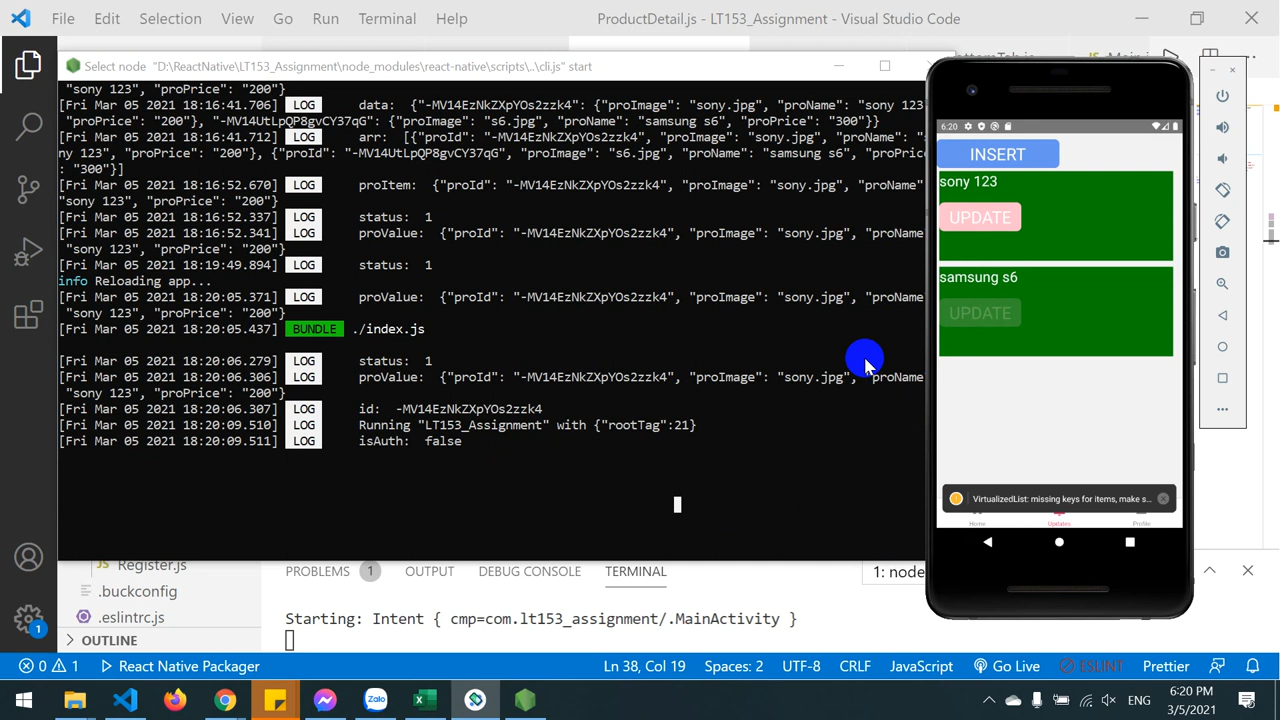 File Edit Selection View Go Run Terminal Help ProductDetail.js - LT153_Assignment - Visual Studio Code
Select node "D:\ReactNative\LT153_Assignment\node_modules\react-native\scripts\..\cli.js" start
"sony 123", "proPrice": "200"}
[Fri Mar 05 2021 18:16:41.706] LOG data: {"-MV14EzNkZXpYOs2zzk4": {"proImage": "sony.jpg", "proName": "sony 123
"proPrice": "200"}, "-MV14UtLpQP8gvCY37qG": {"proImage": "s6.jpg", "proName": "samsung s6", "proPrice": "300"}}
[Fri Mar 05 2021 18:16:41.712] LOG arr: [{"proId": "-MV14EzNkZXpYOs2zzk4", "proImage": "sony.jpg", "proName": "so
ny 123", "proPrice": "200"}, {"proId": "-MV14UtLpQP8gvCY37qG", "proImage": "s6.jpg", "proName": "samsung s6", "proPrice"
: "300"}]
[Fri Mar 05 2021 18:16:52.670] LOG proItem: {"proId": "-MV14EzNkZXpYOs2zzk4", "proImage": "sony.jpg", "proName":
"sony 123", "proPrice": "200"}
[Fri Mar 05 2021 18:16:52.337] LOG status: 1
[Fri Mar 05 2021 18:16:52.341] LOG proValue: {"proId": "-MV14EzNkZXpYOs2zzk4", "proImage": "sony.jpg", "proName"
"sony 123", "proPrice": "200"}
[Fri Mar 05 2021 18:19:49.894] LOG status: 1
info Reloading app...
[Fri Mar 05 2021 18:20:05.371] LOG proValue: {"proId": "-MV14EzNkZXpYOs2zzk4", "proImage": "sony.jpg", "proName"
"sony 123", "proPrice": "200"}
[Fri Mar 05 2021 18:20:05.437] BUNDLE ./index.js
[Fri Mar 05 2021 18:20:06.279] LOG status: 1
[Fri Mar 05 2021 18:20:06.306] LOG proValue: {"proId": "-MV14EzNkZXpYOs2zzk4", "proImage": "sony.jpg", "proName
"sony 123", "proPrice": "200"}
[Fri Mar 05 2021 18:20:06.307] LOG id: -MV14EzNkZXpYOs2zzk4
[Fri Mar 05 2021 18:20:09.510] LOG Running "LT153_Assignment" with {"rootTag":21}
[Fri Mar 05 2021 18:20:09.511] LOG isAuth: false
6:20
INSERT
sony 123
UPDATE
samsung s6
UPDATE
VirtualizedList: missing keys for items, make s...
Home Updates Profile
Register.js
.buckconfig
.eslintrc.js
OUTLINE
PROBLEMS 1 OUTPUT DEBUG CONSOLE TERMINAL 1: node
Starting: Intent { cmp=com.lt153_assignment/.MainActivity }
1
0 1 React Native Packager Ln 38, Col 19 Spaces: 2 UTF-8 CRLF JavaScript Go Live ESLINT Prettier
ENG 6:20 PM
3/5/2021